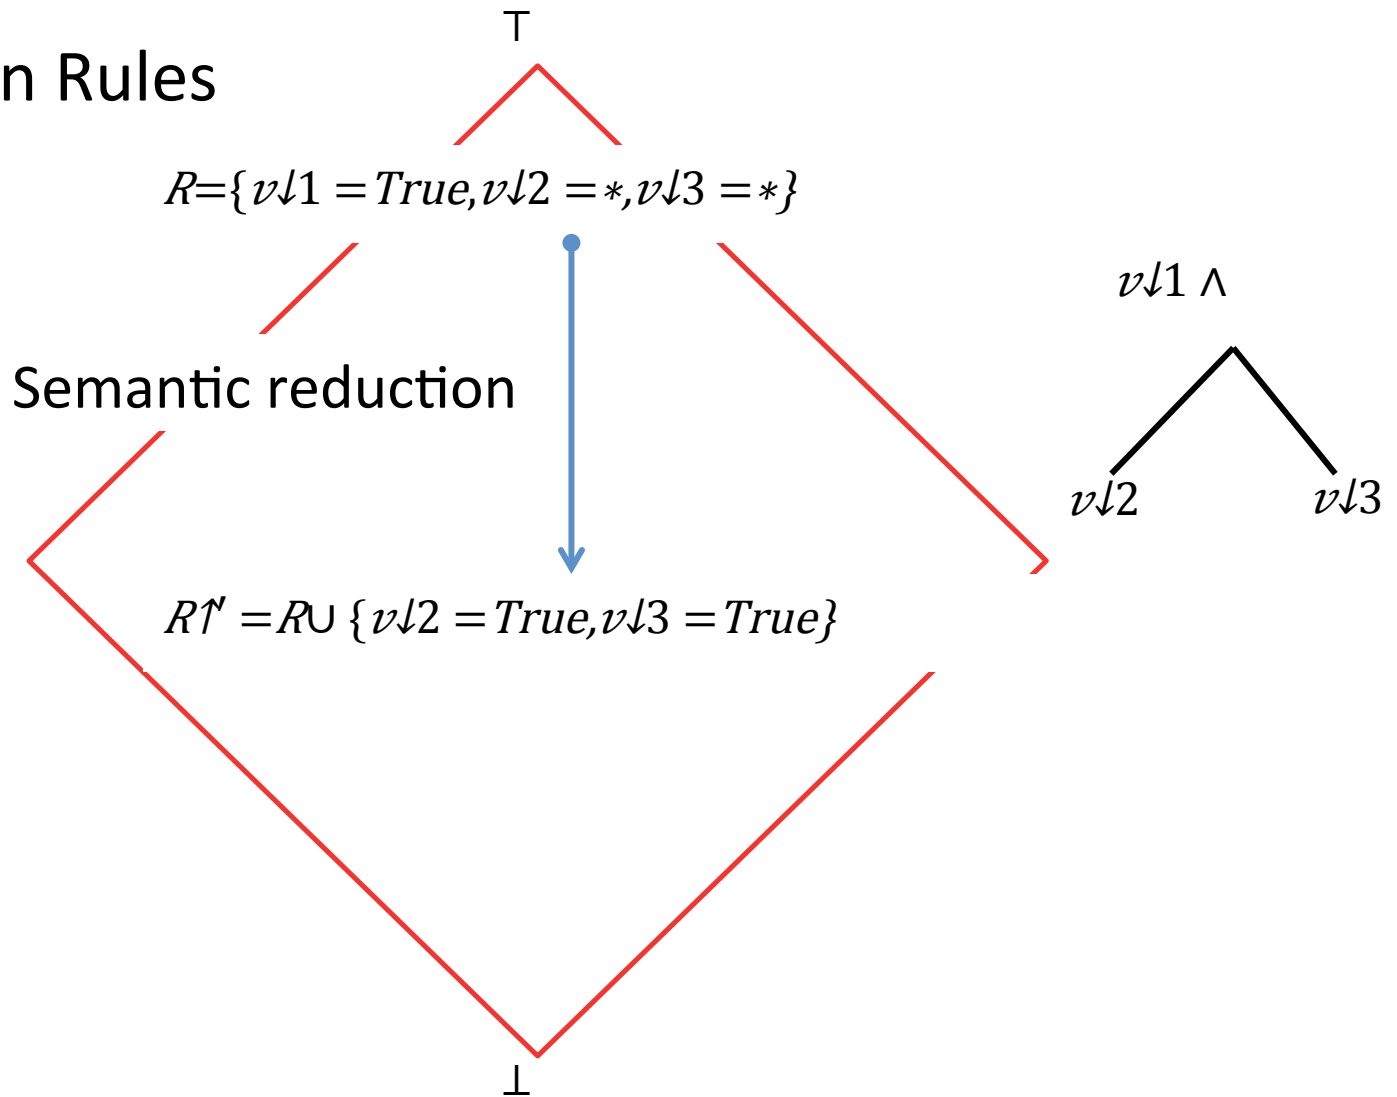 ⊤
n Rules
R={v↓1 =True,v↓2 =∗,v↓3 =∗}
v↓1 ∧
Semantic reduction
v↓2 v↓3
R↑′ =R∪ {v↓2 =True,v↓3 =True}
⊥